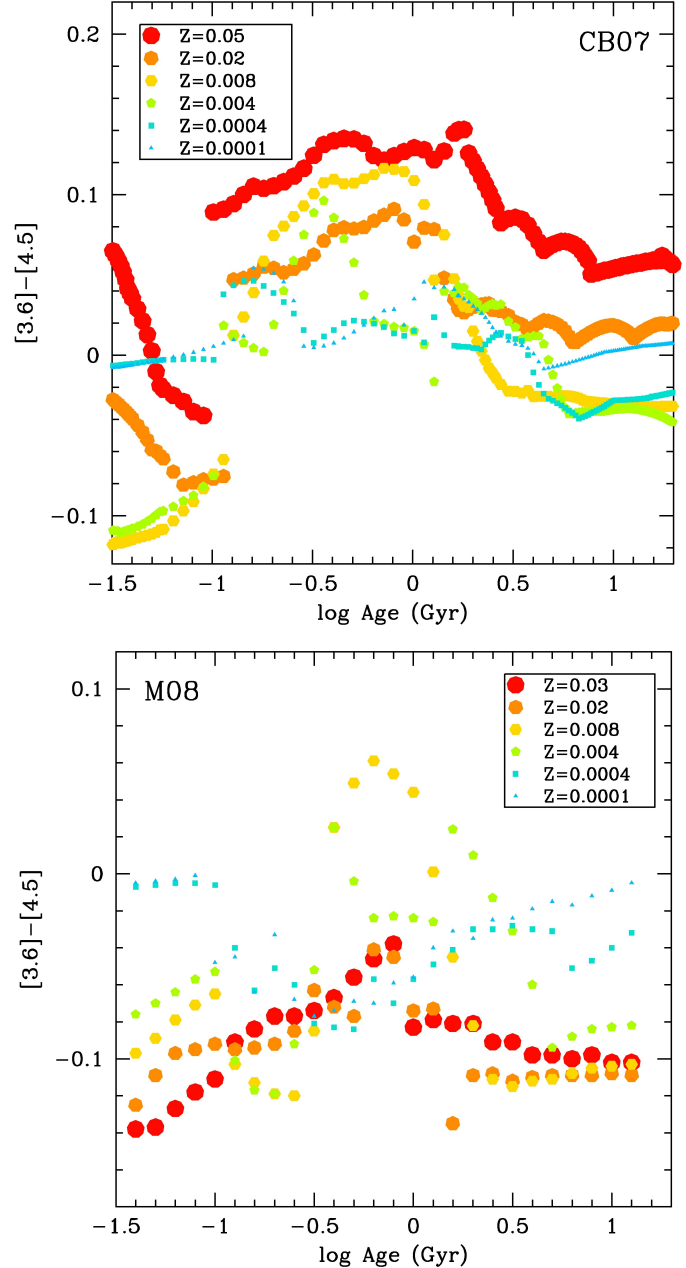 CB07
Z=0.05
Z=0.02
Z=0.008
Z=0.004
Z=0.0004
Z=0.0001
0.2
0.1
0
−0.1
[3.6]−[4.5]
−1.5 −1 −0.5 0 0.5 1
log Age (Gyr)
M08
Z=0.03
Z=0.02
Z=0.008
Z=0.004
Z=0.0004
Z=0.0001
0.1
0
−0.1
[3.6]−[4.5]
−1.5 −1 −0.5 0 0.5 1
log Age (Gyr)